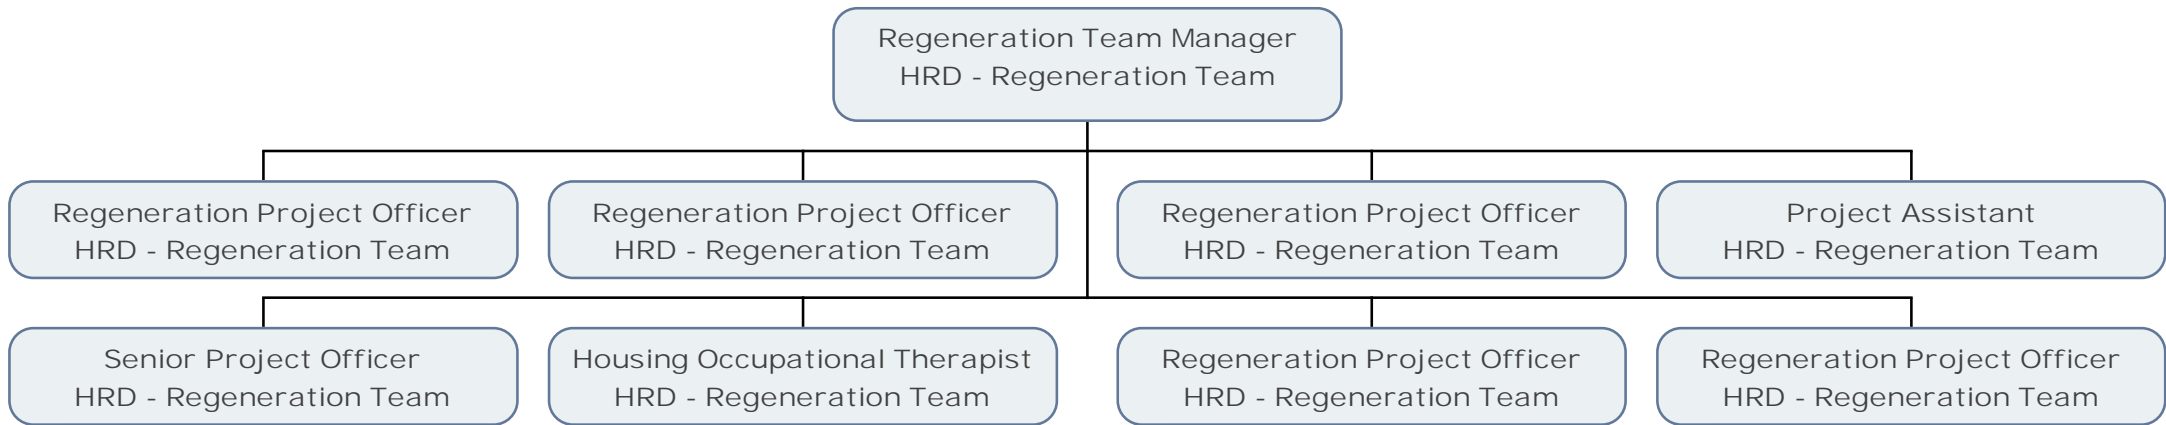 Regeneration Team Manager
HRD - Regeneration Team
Regeneration Project Officer
HRD - Regeneration Team
Regeneration Project Officer
HRD - Regeneration Team
Regeneration Project Officer
HRD - Regeneration Team
Project Assistant
HRD - Regeneration Team
Senior Project Officer
HRD - Regeneration Team
Housing Occupational Therapist
HRD - Regeneration Team
Regeneration Project Officer
HRD - Regeneration Team
Regeneration Project Officer
HRD - Regeneration Team